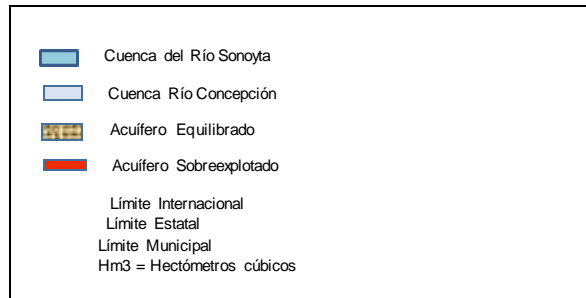 Cuenca del Río Sonoyta
Cuenca Río Concepción
Acuífero Equilibrado
Acuífero Sobreexplotado
Límite Internacional
Límite Estatal
Límite Municipal
Hm3 = Hectómetros cúbicos